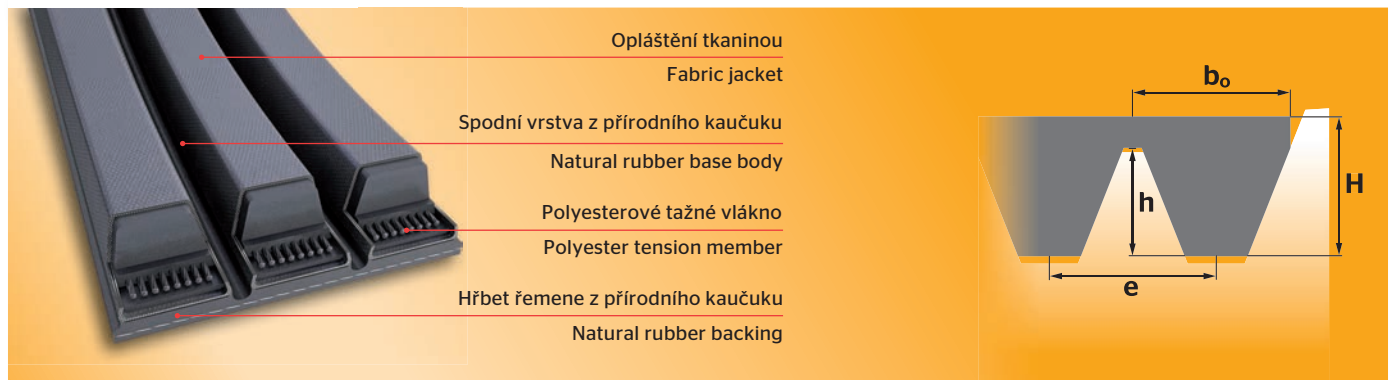 Opláštění tkaninou
Fabric jacket
Spodní vrstva z přírodního kaučuku
Natural rubber base body
Polyesterové tažné vlákno
Polyester tension member
Hřbet řemene z přírodního kaučuku
Natural rubber backing
bo
H
h
e